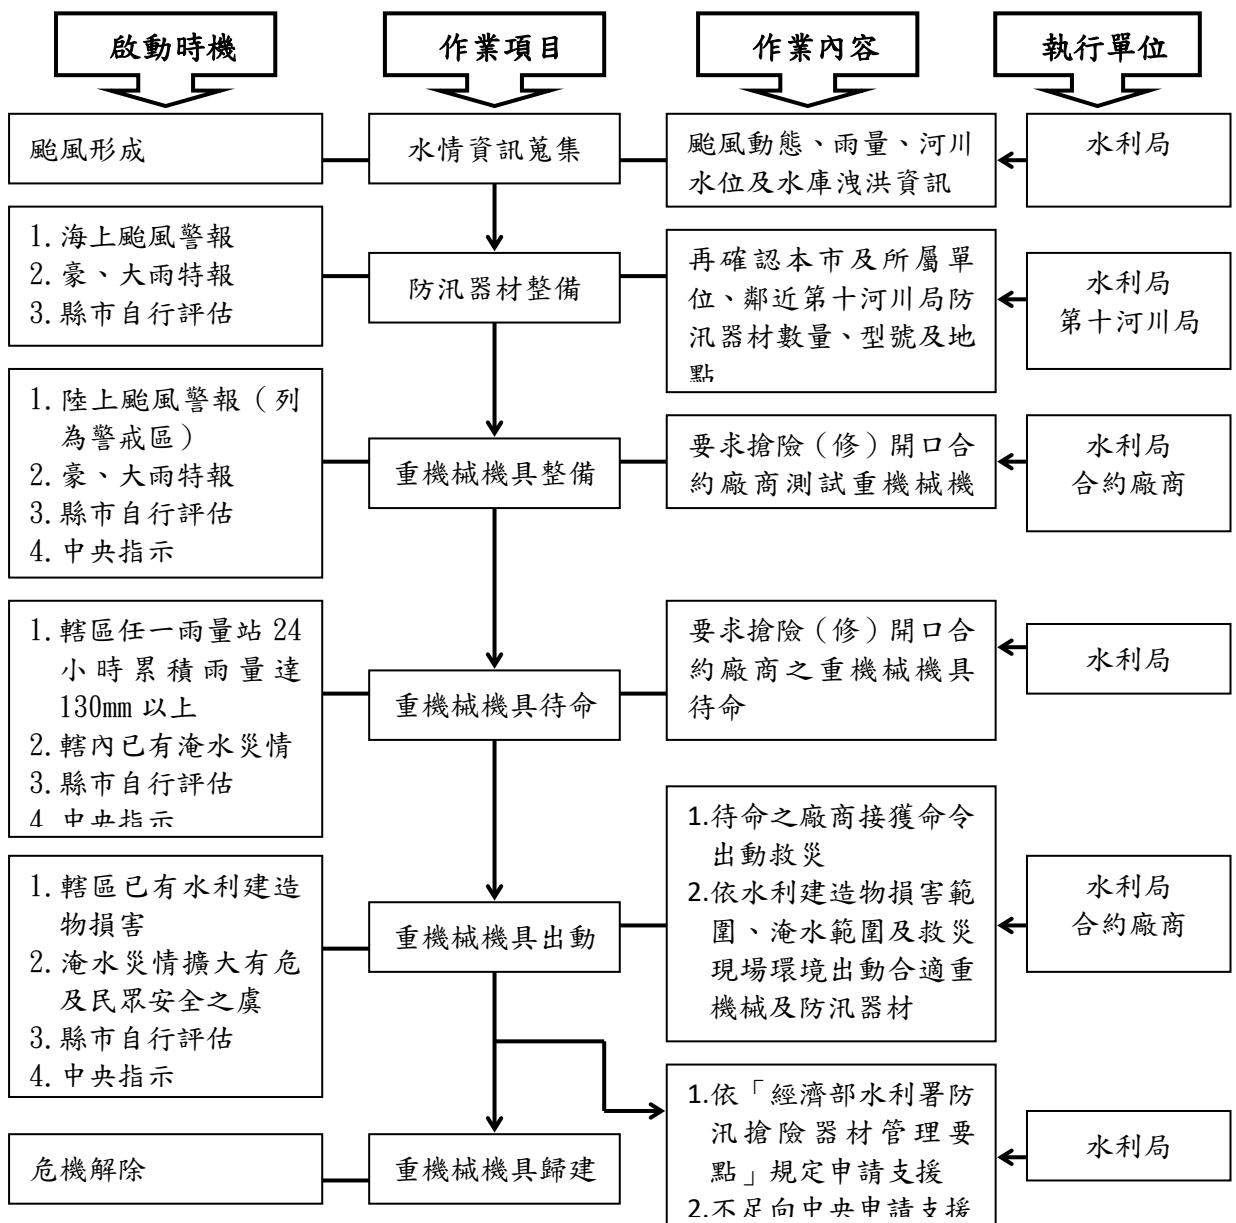 啟動時機
作業項目
作業內容
執行單位
颱風形成
水情資訊蒐集
颱風動態、雨量、河川
水位及水庫洩洪資訊
水利局
1.海上颱風警報
2.豪、大雨特報
3.縣市自行評估
防汛器材整備
再確認本市及所屬單
位、鄰近第十河川局防
汛器材數量、型號及地
點
水利局
第十河川局
1.陸上颱風警報（列
為警戒區）
2.豪、大雨特報
3.縣市自行評估
4.中央指示
重機械機具整備
要求搶險（修）開口合
約廠商測試重機械機
水利局
合約廠商
1.轄區任一雨量站 24
小時累積雨量達
130mm 以上
2.轄內已有淹水災情
3.縣市自行評估
4.中央指示
重機械機具待命
要求搶險（修）開口合
約廠商之重機械機具
待命
水利局
1.轄區已有水利建造
物損害
2.淹水災情擴大有危
及民眾安全之虞
3.縣市自行評估
4.中央指示
重機械機具出動
1.待命之廠商接獲命令
出動救災
2.依水利建造物損害範
圍、淹水範圍及救災
現場環境出動合適重
機械及防汛器材
水利局
合約廠商
危機解除
重機械機具歸建
1.依「經濟部水利署防
汛搶險器材管理要
點」規定申請支援
2.不足向中央申請支援
水利局